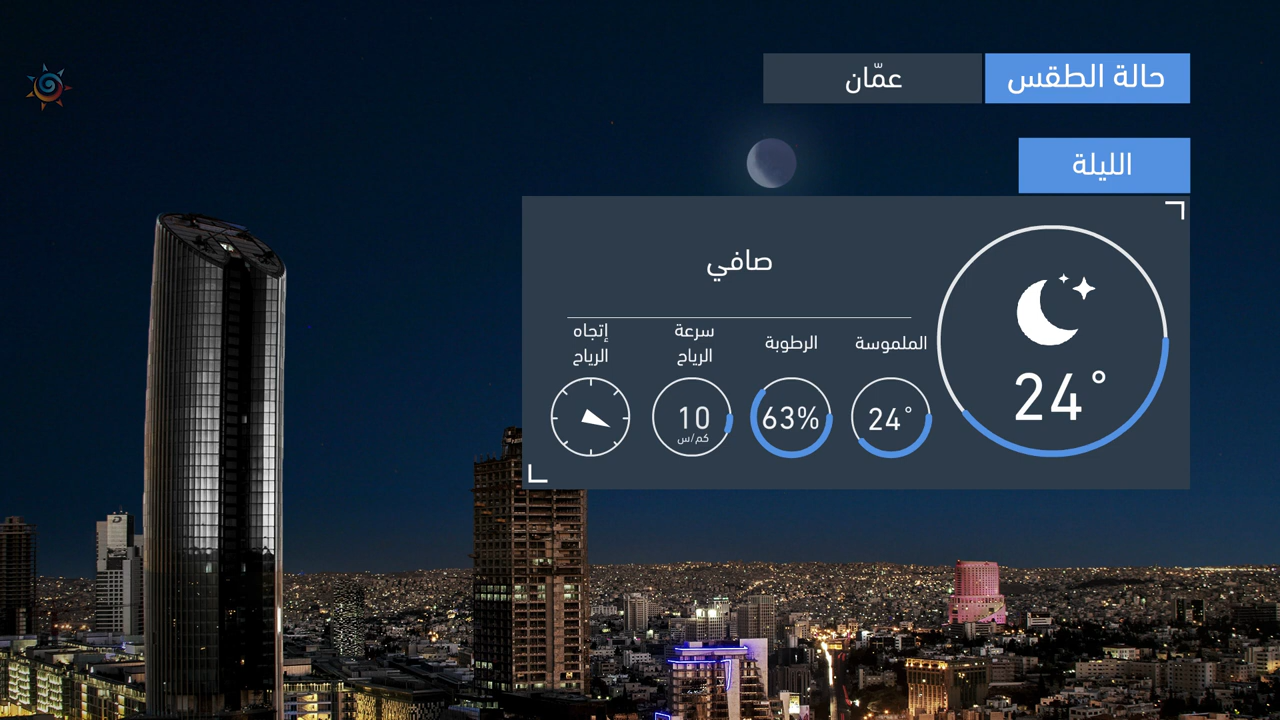 حالة الطقس
عمّان
الليلة
صافي
24°
الملموسة
24°
الرطوبة
63%
سرعة
الرياح
10
كم/س
إتجاه
الرياح